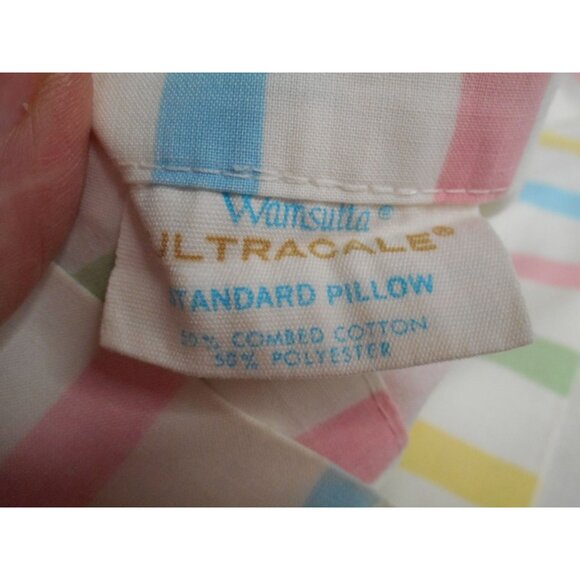 Wamsutta®
ULTRACALE®
STANDARD PILLOW
50% COMBED COTTON
50% POLYESTER